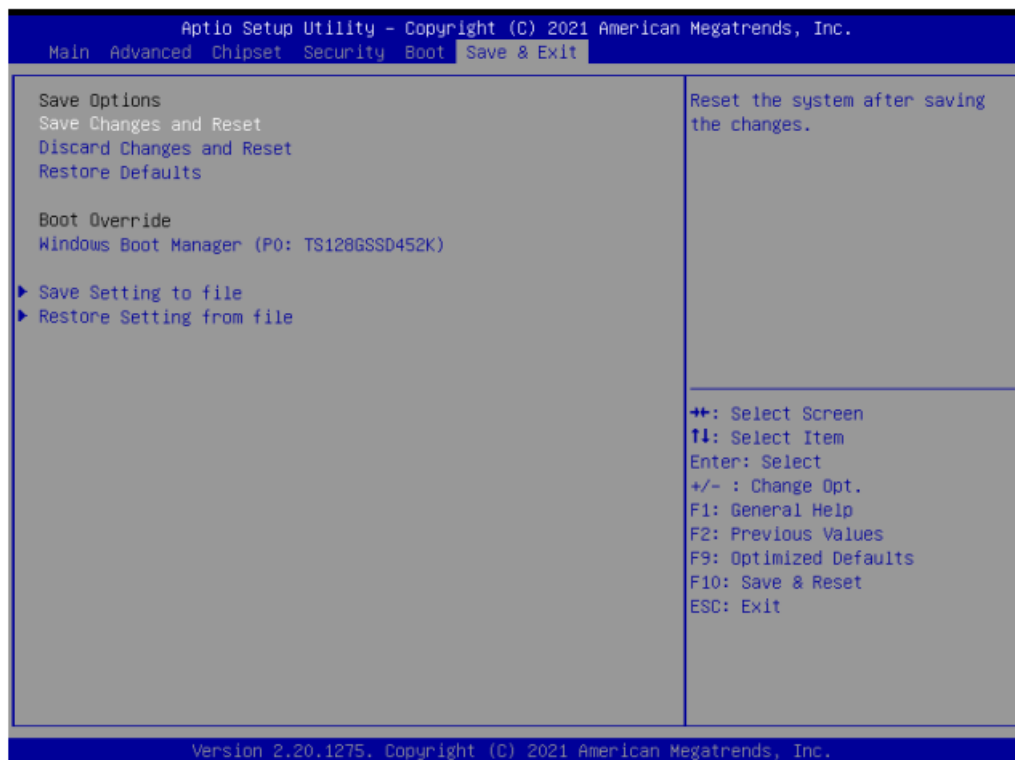 Aptio Setup Utility – Copyright (C) 2021 American Megatrends, Inc.
Main Advanced Chipset Security Boot Save & Exit
Save Options
Save Changes and Reset
Discard Changes and Reset
Restore Defaults
Boot Override
Windows Boot Manager (P0: TS128GSSD452K)
▶ Save Setting to file
▶ Restore Setting from file
Reset the system after saving
the changes.
→←: Select Screen
↑↓: Select Item
Enter: Select
+/- : Change Opt.
F1: General Help
F2: Previous Values
F9: Optimized Defaults
F10: Save & Reset
ESC: Exit
Version 2.20.1275. Copyright (C) 2021 American Megatrends, Inc.